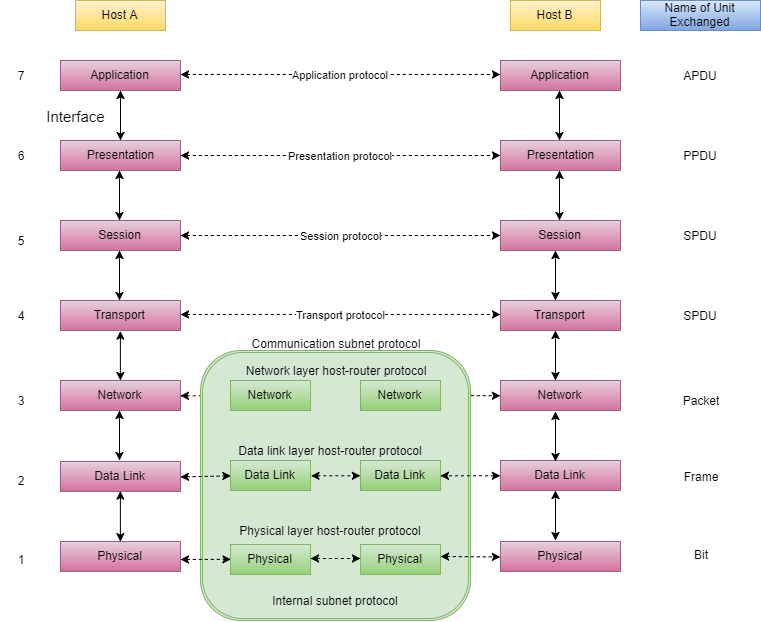 Host A
Host B
Name of Unit
Exchanged
7
Application
Application protocol
Application
APDU
Interface
6
Presentation
Presentation protocol
Presentation
PPDU
5
Session
Session protocol
Session
SPDU
4
Transport
Transport protocol
Transport
SPDU
Communication subnet protocol
Network layer host-router protocol
3
Network
Network
Network
Network
Packet
Data link layer host-router protocol
2
Data Link
Data Link
Data Link
Data Link
Frame
Physical layer host-router protocol
1
Physical
Physical
Physical
Physical
Bit
Internal subnet protocol